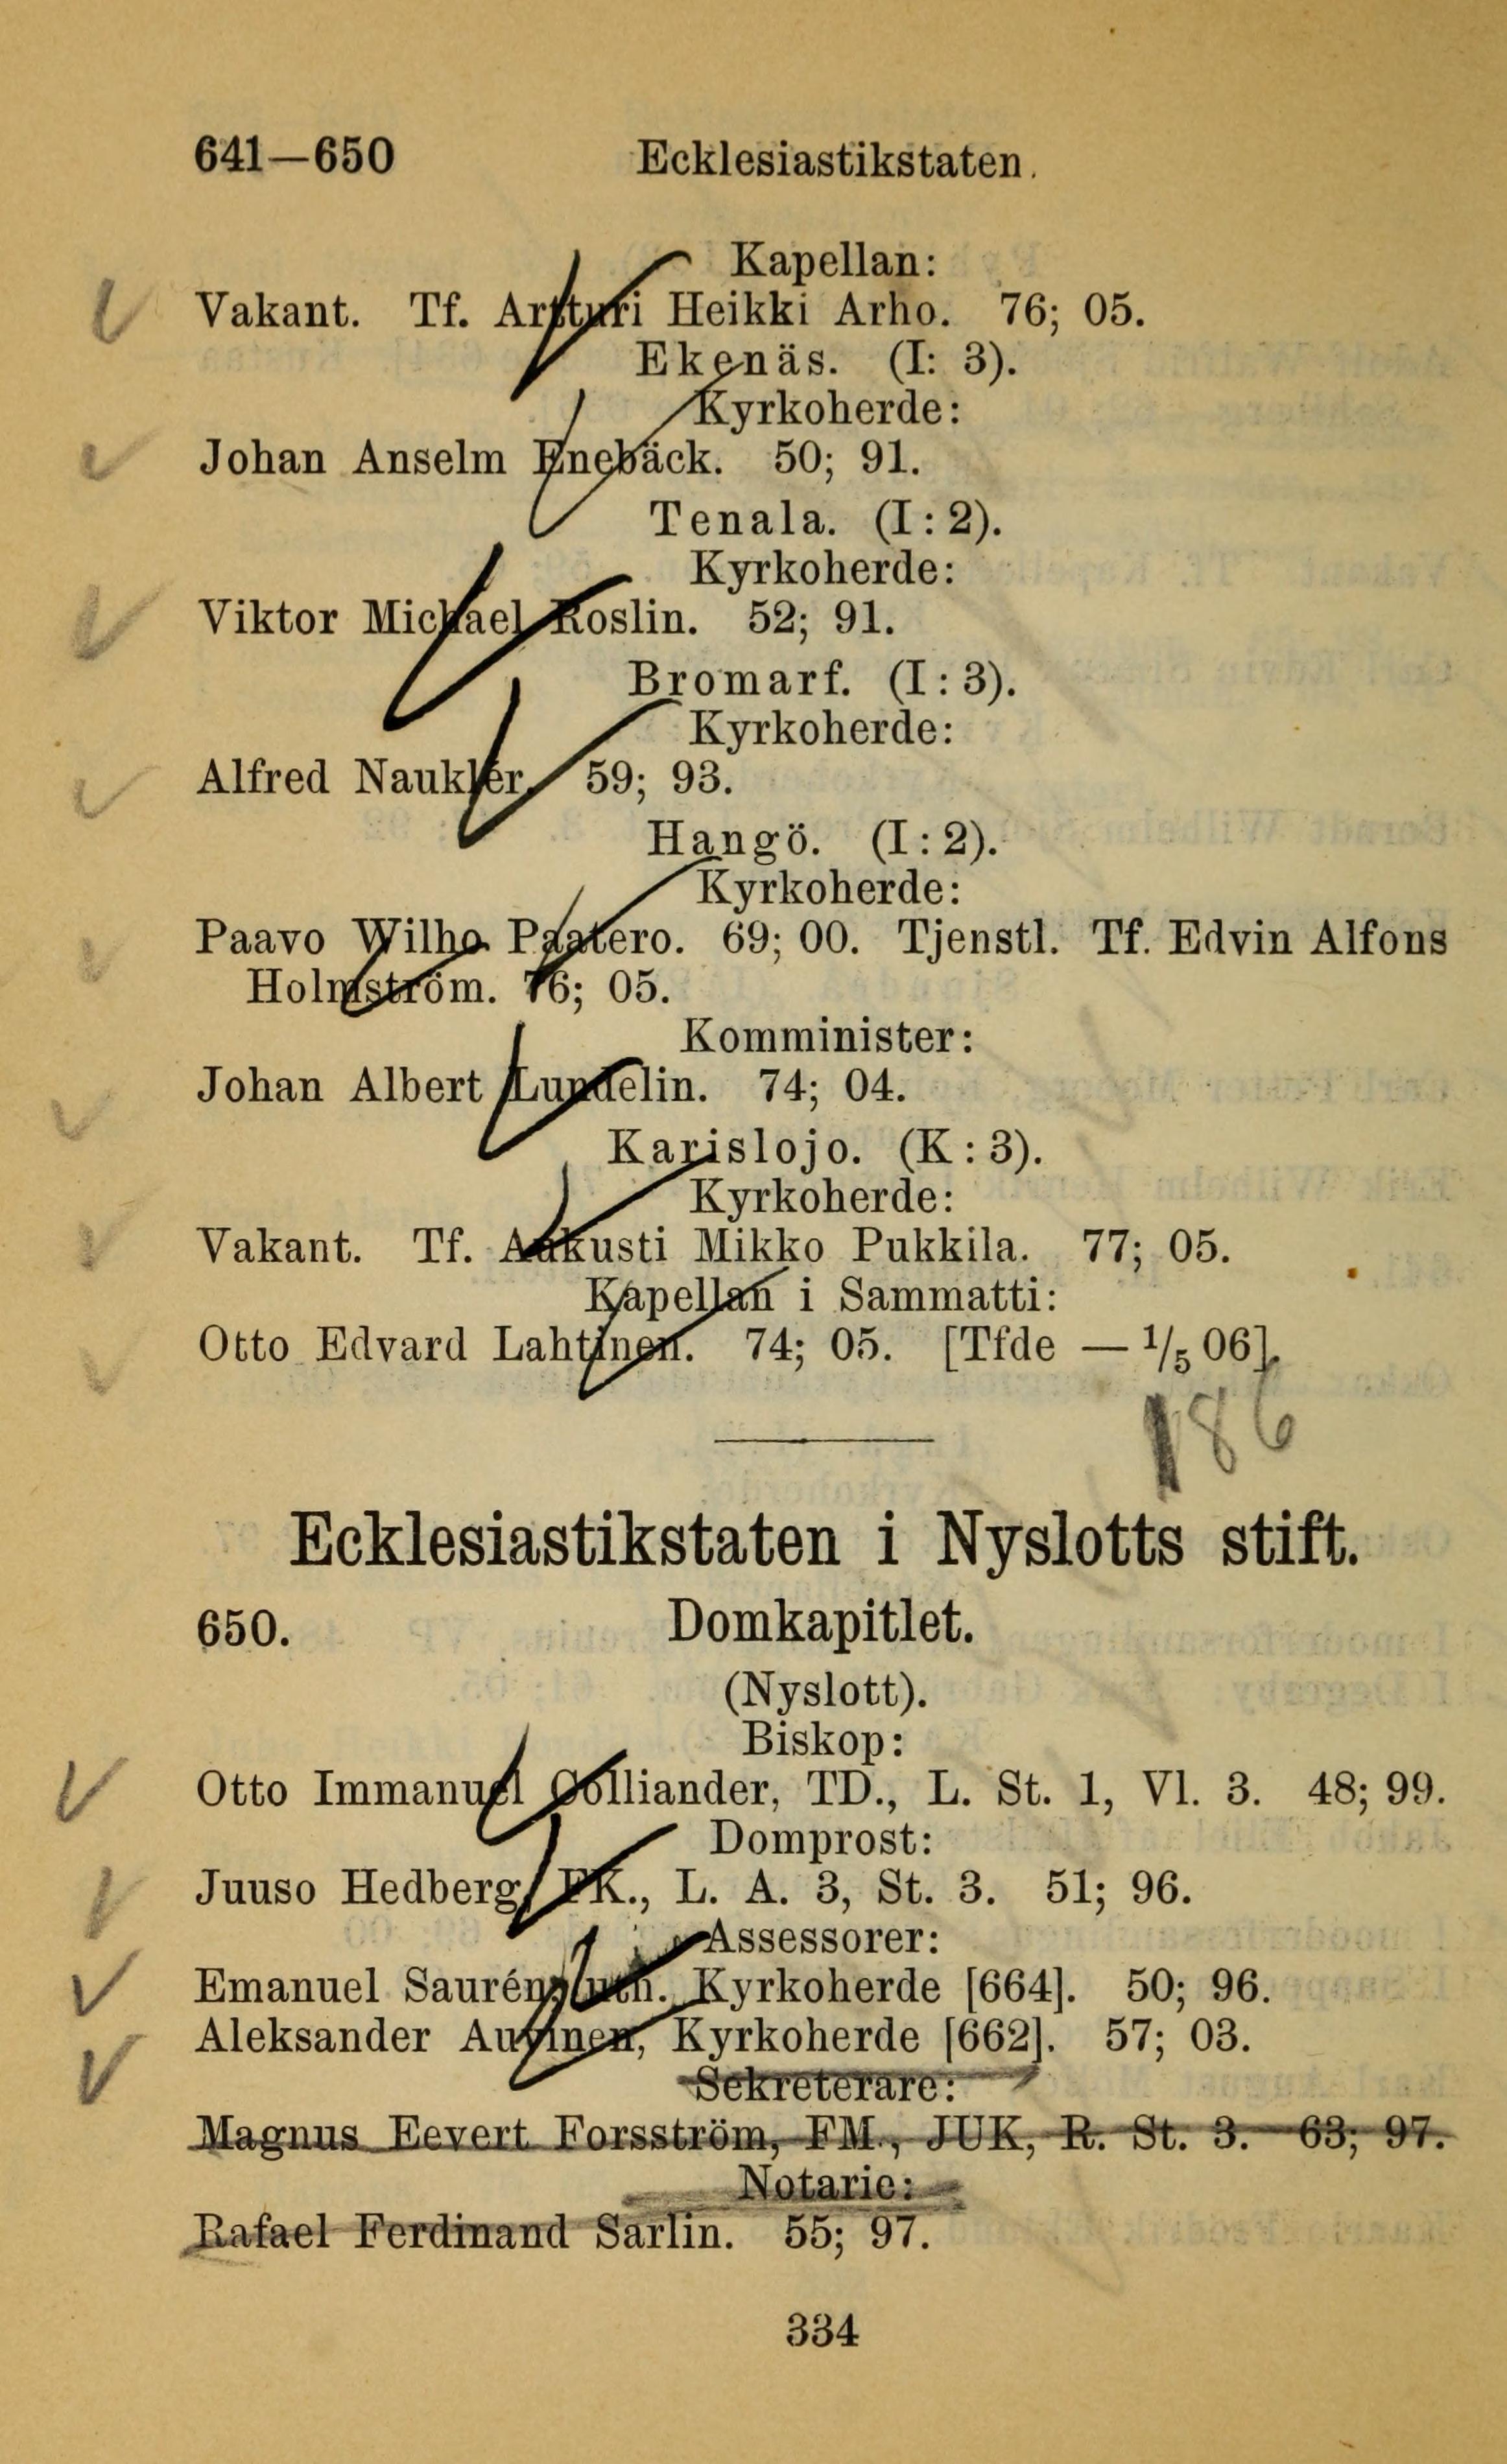 641—650 Ecklesiastikstaten.
Kapellan:
Vakant. Tf. Artturi Heikki Arho. 76; 05.
Ekenäs. (I: 3).
Kyrkoherde:
Johan Anselm Enebäck. 50; 91.
Tenala. (I: 2).
Kyrkoherde:
Viktor Michael Roslin. 52; 91.
Bromarf. (I: 3).
Kyrkoherde:
Alfred Naukler. 59; 93.
Hangö. (I: 2).
Kyrkoherde:
Paavo Wilho Paatero. 69; 00. Tjenstl. Tf. Edvin Alfons
Holmström. 76; 05.
Komminister:
Johan Albert Lundelin. 74; 04.
Karislojo. (K: 3).
Kyrkoherde:
Vakant. Tf. Aukusti Mikko Pukkila. 77; 05.
Kapellan i Sammatti:
Otto Edvard Lahtinen. 74; 05. [Tfde — 1/5 06].
186
Ecklesiastikstaten i Nyslotts stift.
650. Domkapitlet.
(Nyslott).
Biskop:
Otto Immanuel Colliander, TD., L. St. 1, Vl. 3. 48; 99.
Domprost:
Juuso Hedberg, FK., L. A. 3, St. 3. 51; 96.
Assessorer:
Emanuel Saurén, Kyrkoherde [664]. 50; 96.
Aleksander Auvinen, Kyrkoherde [662]. 57; 03.
Sekreterare:
Magnus Eevert Forsström, FM., JUK, R. St. 3. 63; 97.
Notarie:
Rafael Ferdinand Sarlin. 55; 97.
334